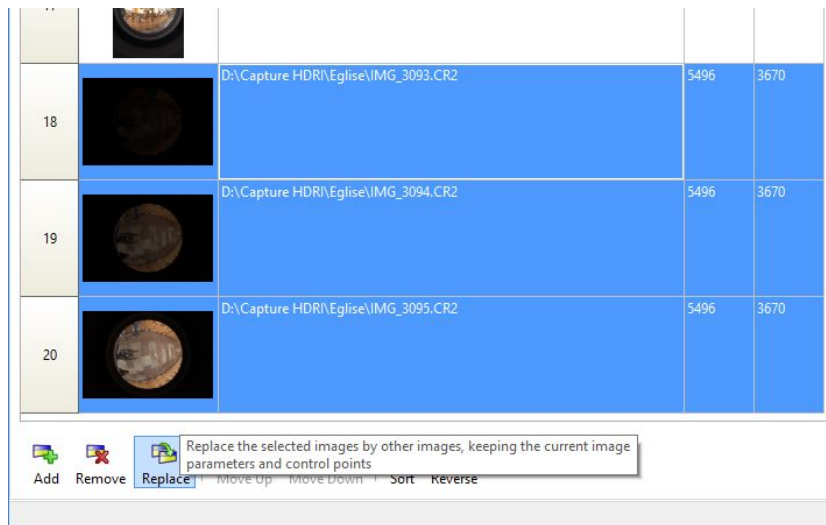 18 D:\Capture HDRI\Eglise\IMG_3093.CR2 5496 3670
19 D:\Capture HDRI\Eglise\IMG_3094.CR2 5496 3670
20 D:\Capture HDRI\Eglise\IMG_3095.CR2 5496 3670
Replace the selected images by other images, keeping the current image
parameters and control points
Add Remove Replace Move Up Move Down Sort Reverse